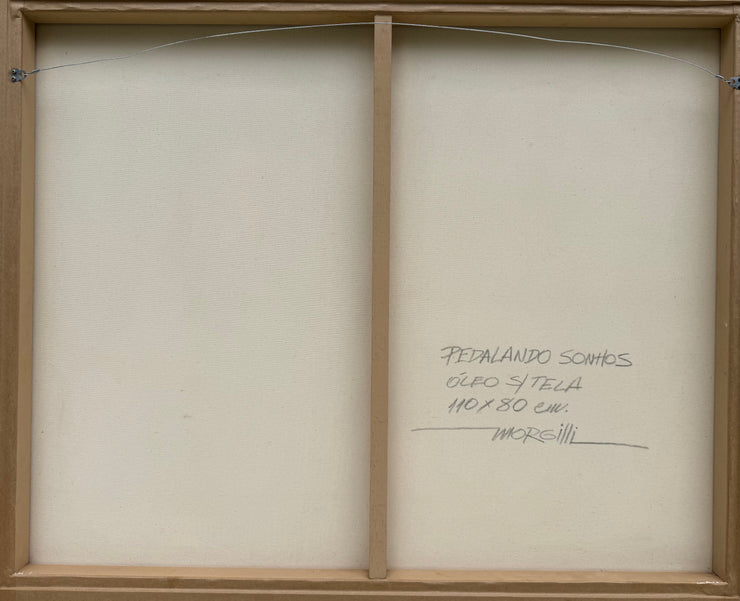 PEDALANDO SONHOS
ÓLEO S/ TELA
110 X 80 cm.
MORGilli